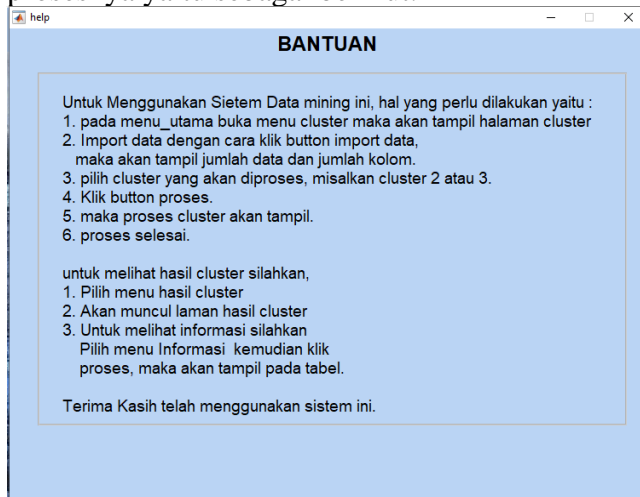 help
BANTUAN
Untuk Menggunakan Sietem Data mining ini, hal yang perlu dilakukan yaitu :
1. pada menu_utama buka menu cluster maka akan tampil halaman cluster
2. Import data dengan cara klik button import data,
maka akan tampil jumlah data dan jumlah kolom.
3. pilih cluster yang akan diproses, misalkan cluster 2 atau 3.
4. Klik button proses.
5. maka proses cluster akan tampil.
6. proses selesai.
untuk melihat hasil cluster silahkan,
1. Pilih menu hasil cluster
2. Akan muncul laman hasil cluster
3. Untuk melihat informasi silahkan
Pilih menu Informasi kemudian klik
proses, maka akan tampil pada tabel.
Terima Kasih telah menggunakan sistem ini.